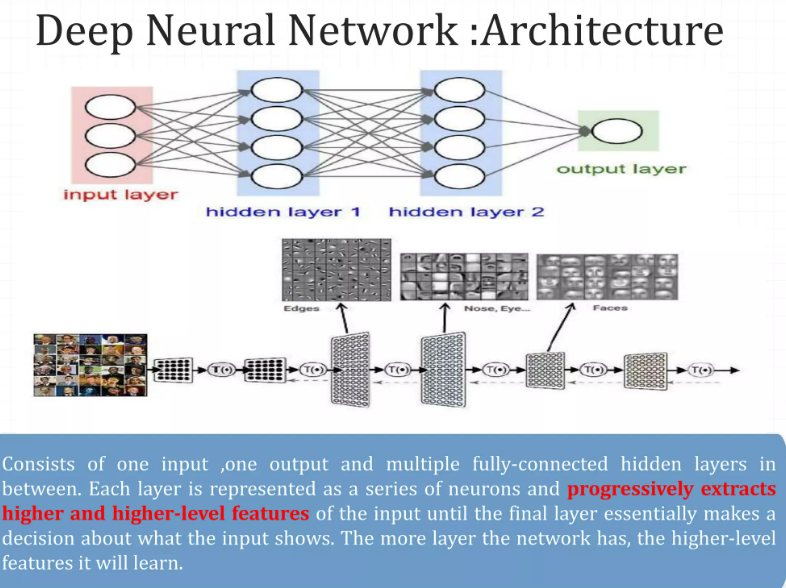 Deep Neural Network :Architecture
input layer
hidden layer 1
hidden layer 2
output layer
Edges
Nose, Eye...
Faces
T(•)
T(•)
T(•)
T(•)
T(•)
T(•)
Consists of one input ,one output and multiple fully-connected hidden layers in
between. Each layer is represented as a series of neurons and progressively extracts
higher and higher-level features of the input until the final layer essentially makes a
decision about what the input shows. The more layer the network has, the higher-level
features it will learn.